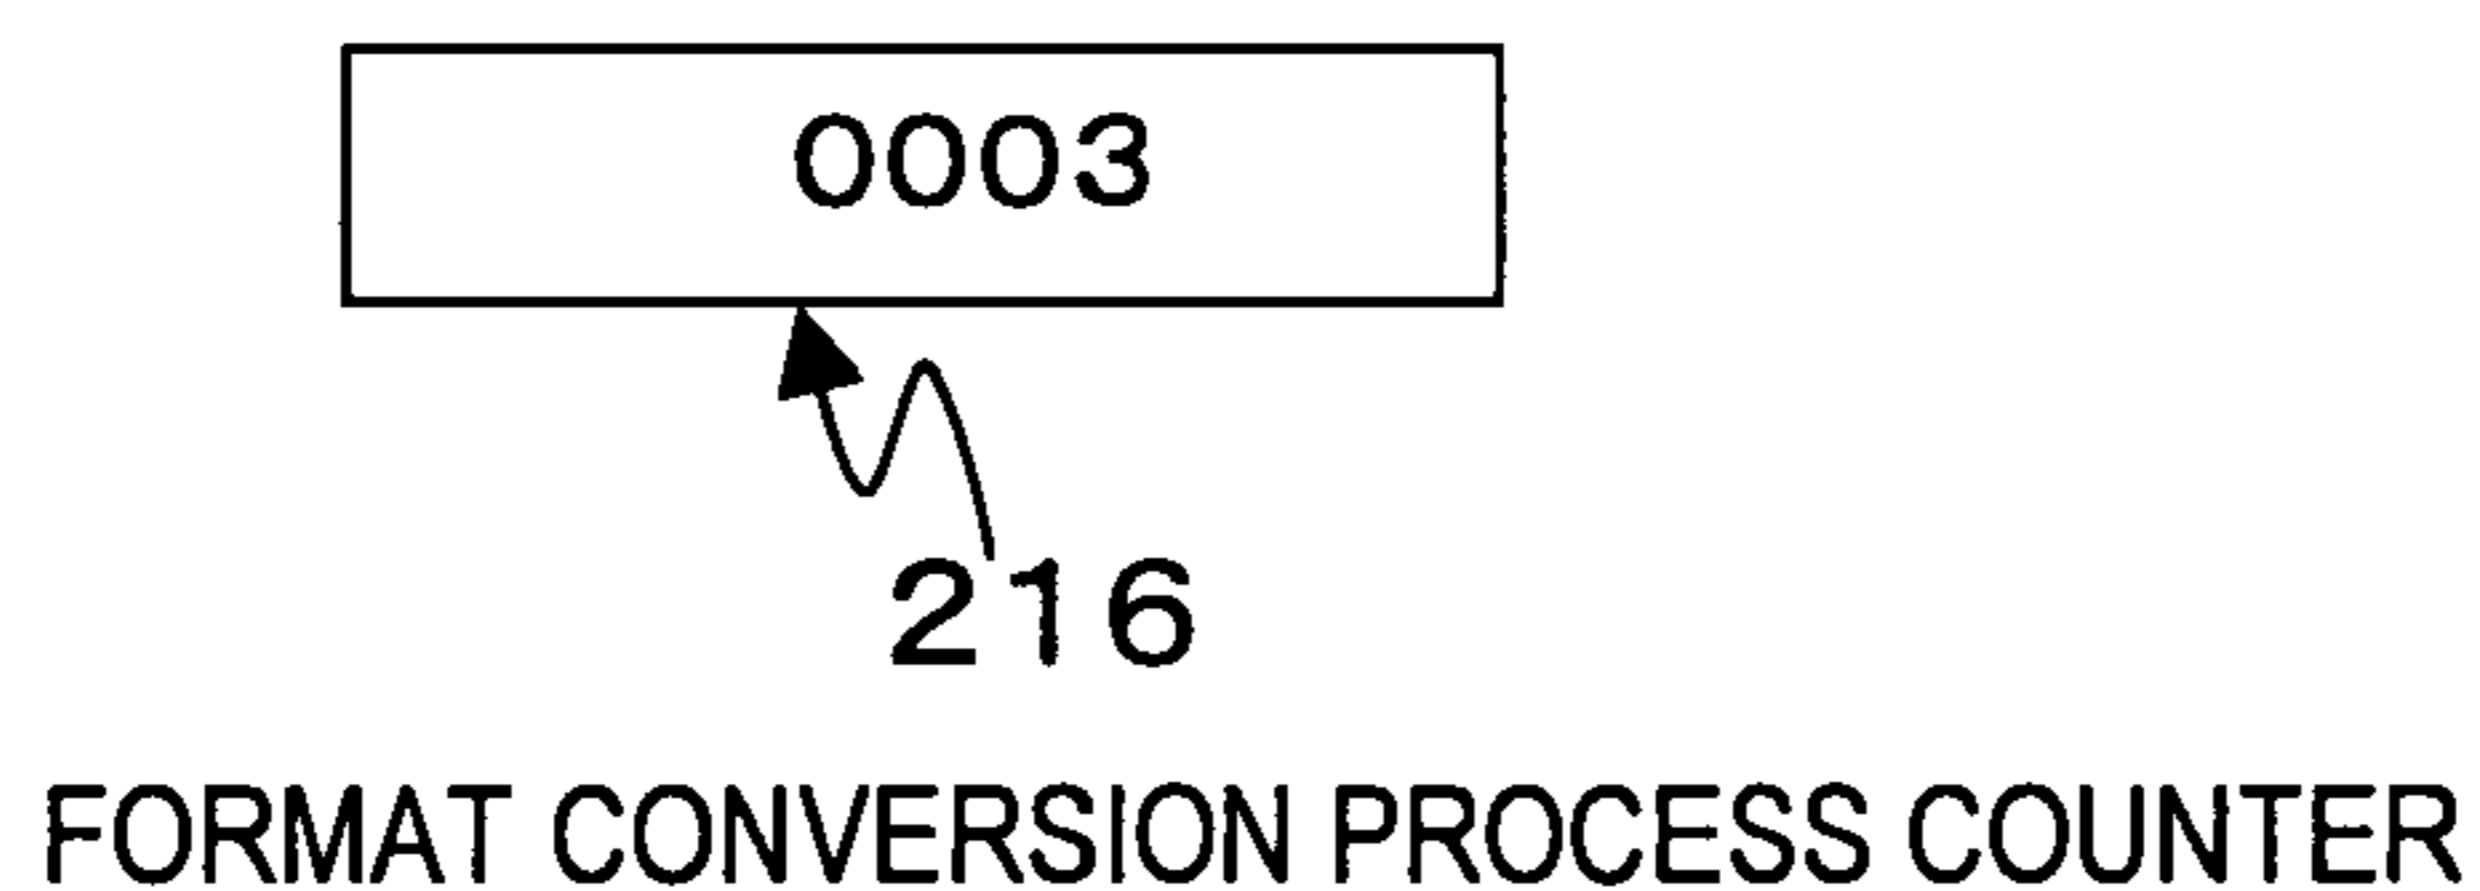 0003
216
FORMAT CONVERSION PROCESS COUNTER